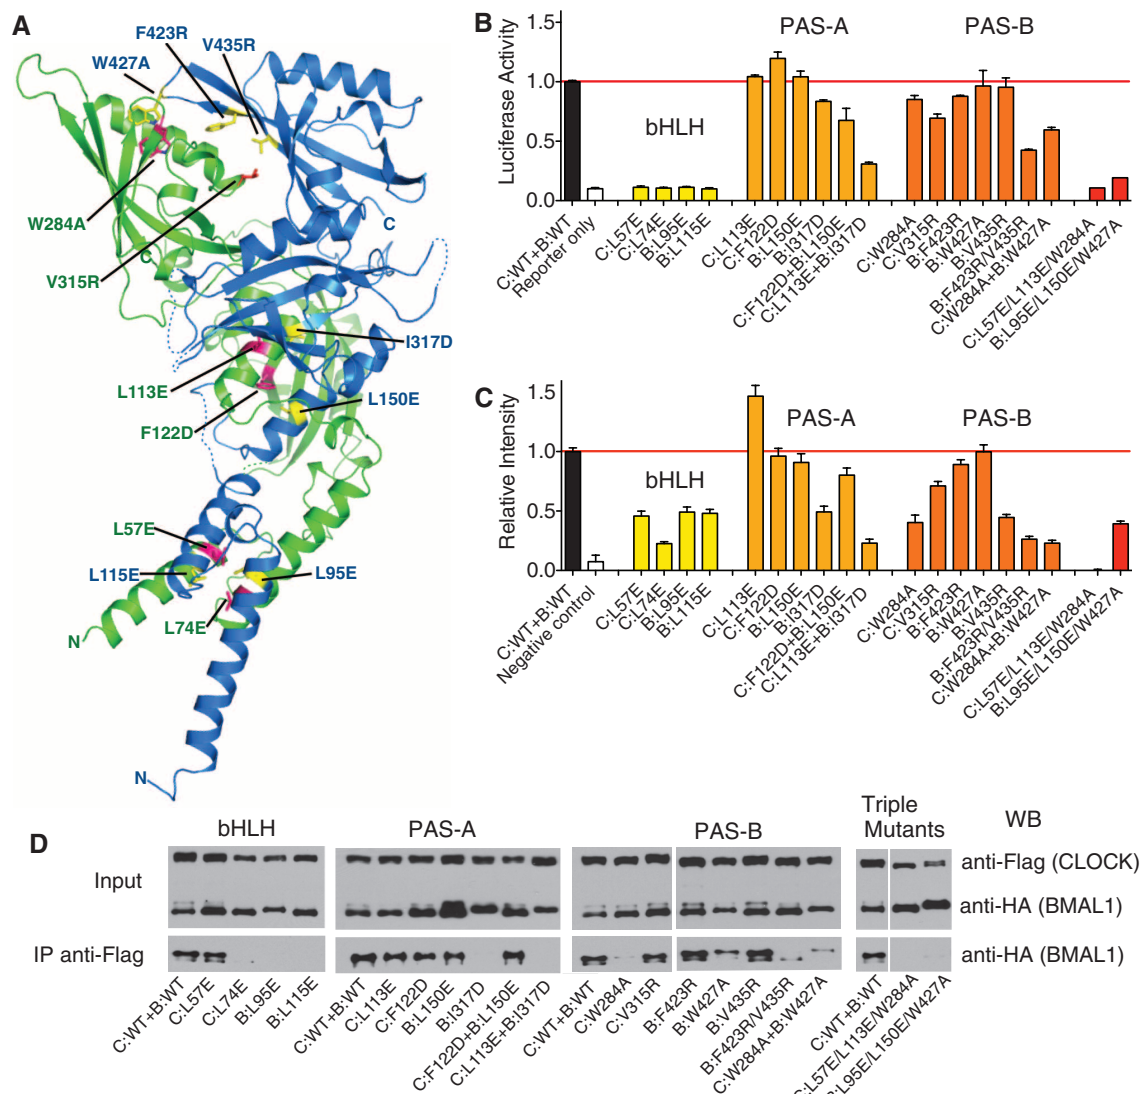 A
F423R
V435R
W427A
W284A
C
C
V315R
I317D
L113E
L150E
F122D
L57E
L115E
L95E
L74E
N
N
B
Luciferase Activity
1.5
1.0
0.5
0.0
PAS-A
PAS-B
bHLH
C:WT+B:WT
Reporter only
C:L57E
C:L74E
B:L95E
B:L115E
C:L113E
C:F122D
B:L150E
B:I317D
C:F122D+B:L150E
C:L113E+B:I317D
C:W284A
C:V315R
B:F423R
B:W427A
B:V435R
B:F423R/V435R
C:W284A+B:W427A
C:L57E/L113E/W284A
B:L95E/L150E/W427A
C
Relative Intensity
1.5
1.0
0.5
0.0
PAS-A
PAS-B
bHLH
C:WT+B:WT
Negative control
C:L57E
C:L74E
B:L95E
B:L115E
C:L113E
C:F122D
B:L150E
B:I317D
C:F122D+B:L150E
C:L113E+B:I317D
C:W284A
C:V315R
B:F423R
B:W427A
B:V435R
B:F423R/V435R
C:W284A+B:W427A
C:L57E/L113E/W284A
B:L95E/L150E/W427A
D
bHLH
PAS-A
PAS-B
Triple
Mutants
WB
Input
anti-Flag (CLOCK)
anti-HA (BMAL1)
IP anti-Flag
anti-HA (BMAL1)
C:WT+B:WT
C:L57E
C:L74E
B:L95E
B:L115E
C:WT+B:WT
C:L113E
C:F122D
B:L150E
B:I317D
C:F122D+B:L150E
C:L113E+B:I317D
C:WT+B:WT
C:W284A
C:V315R
B:F423R
B:W427A
B:V435R
B:F423R/V435R
C:W284A+B:W427A
C:WT+B:WT
C:L57E/L113E/W284A
B:L95E/L150E/W427A